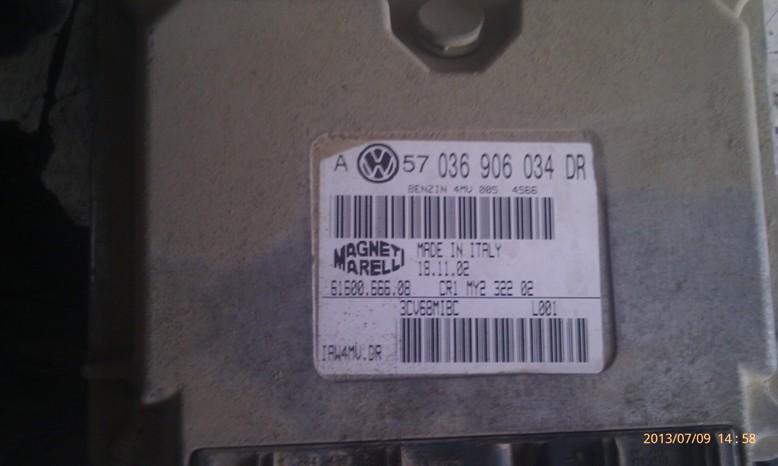 A VW 57 036 906 034 DR
BENZIN 4MV 005 4566
MAGNETI MARELLI
MADE IN ITALY
18.11.02
61600.666.08 CR1 MY2 322 02
3CV68MIBC L001
IAW4MV.DR
2013/07/09 14:58